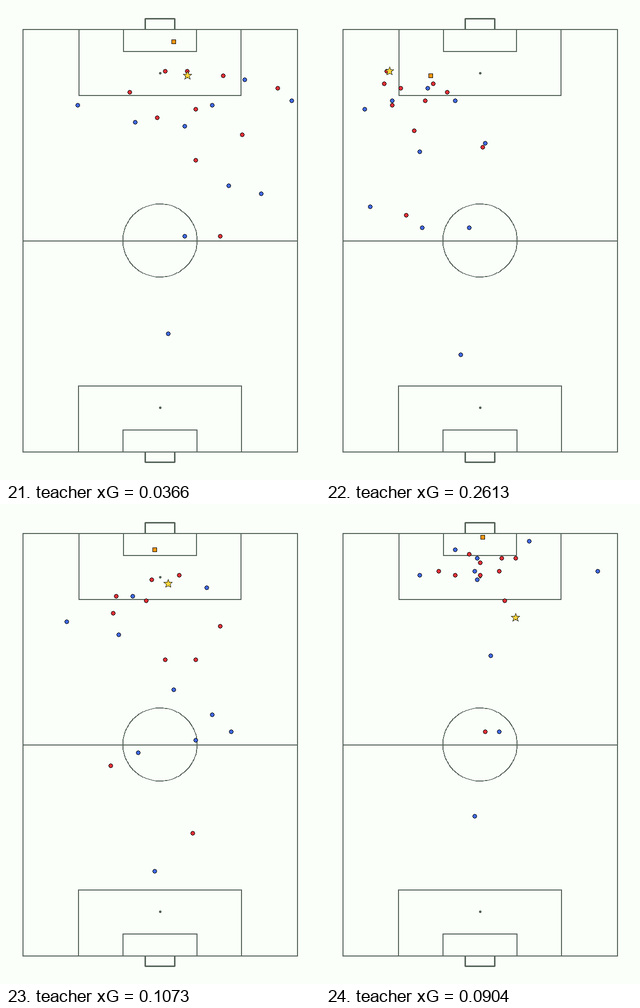 21. teacher xG = 0.0366
22. teacher xG = 0.2613
23. teacher xG = 0.1073
24. teacher xG = 0.0904